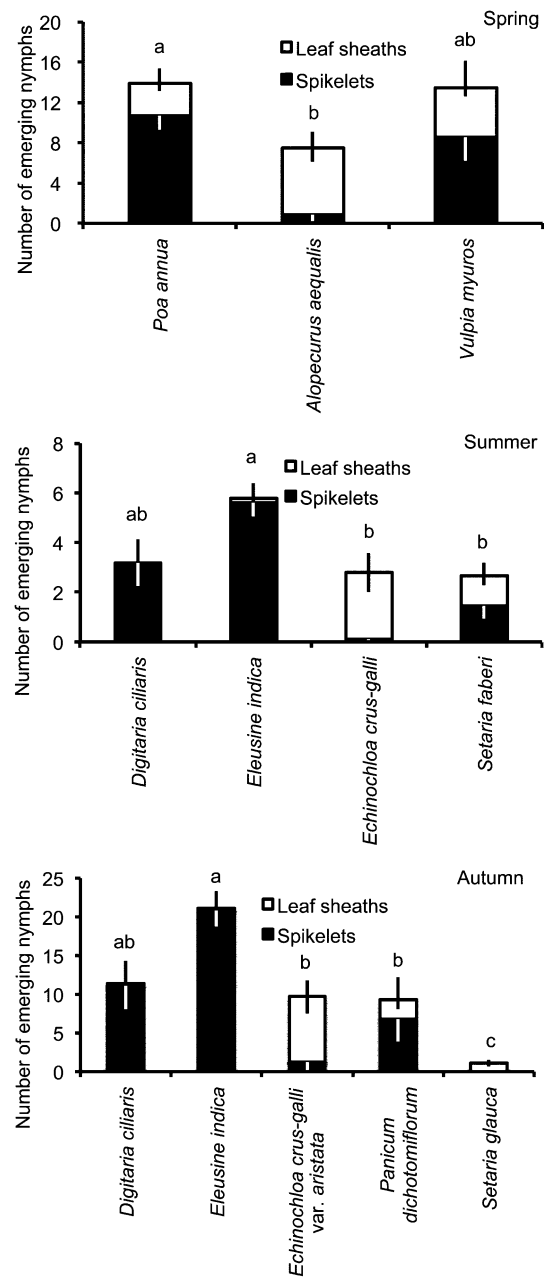 Spring
Number of emerging nymphs
20
16
12
8
4
0
a
b
ab
Leaf sheaths
Spikelets
Poa annua
Alopecurus aequalis
Vulpia myuros
Summer
Number of emerging nymphs
8
6
4
2
0
ab
a
b
b
Leaf sheaths
Spikelets
Digitaria ciliaris
Eleusine indica
Echinochloa crus-galli
Setaria faberi
Autumn
Number of emerging nymphs
25
20
15
10
5
0
ab
a
b
b
c
Leaf sheaths
Spikelets
Digitaria ciliaris
Eleusine indica
Echinochloa crus-galli
var. aristata
Panicum
dichotomiflorum
Setaria glauca